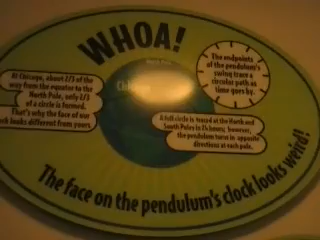 WHOA!
North Pole
Chicago
At Chicago, about 2/3 of the
way from the equator to the
North Pole, only 2/3
of a circle is formed.
That's why the face of our
clock looks different from yours
The endpoints
of the pendulum's
swing trace a
circular path as
time goes by.
A full circle is traced at the North and
South Poles in 24 hours; however,
the pendulum turns in opposite
directions at each pole.
The face on the pendulum's clock looks weird!